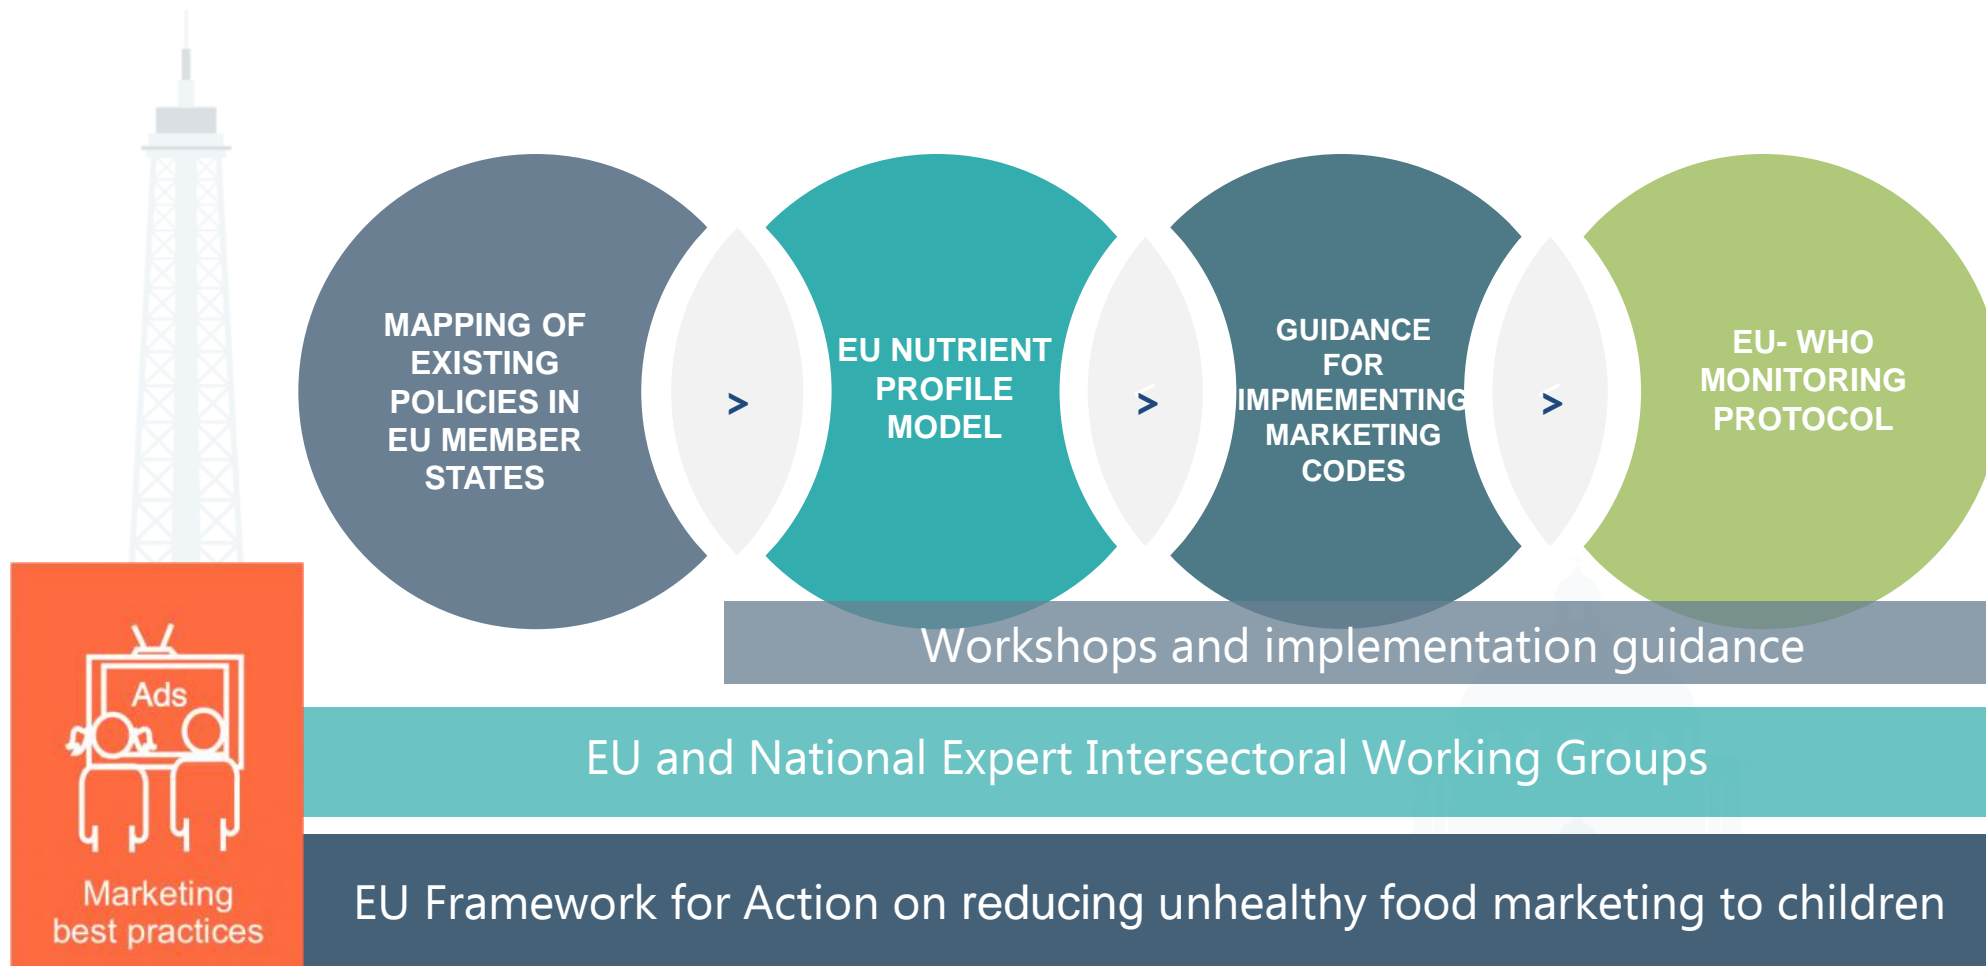 MAPPING OF
EXISTING
POLICIES IN
EU MEMBER
STATES
>
EU NUTRIENT
PROFILE
MODEL
>
GUIDANCE
FOR
IMPMEMENTING
MARKETING
CODES
>
EU- WHO
MONITORING
PROTOCOL
Workshops and implementation guidance
EU and National Expert Intersectoral Working Groups
EU Framework for Action on reducing unhealthy food marketing to children
Ads
Marketing
best practices